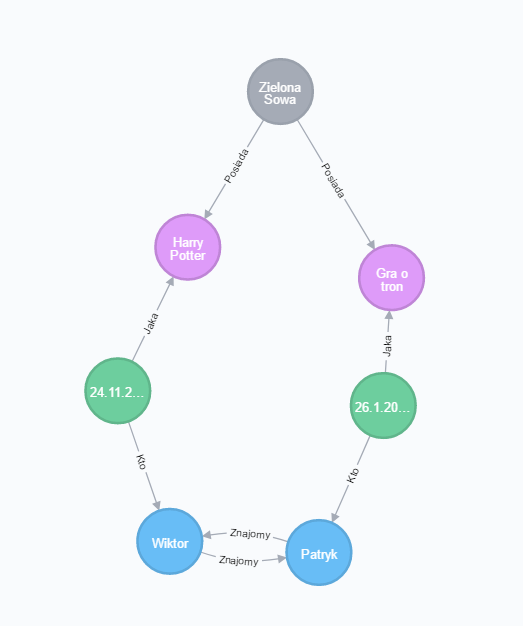 Zielona
Sowa
Posiada
Posiada
Harry
Potter
Gra o
tron
Jaka
Jaka
24.11.2...
26.1.20...
Kto
Kto
Znajomy
Wiktor
Patryk
Znajomy